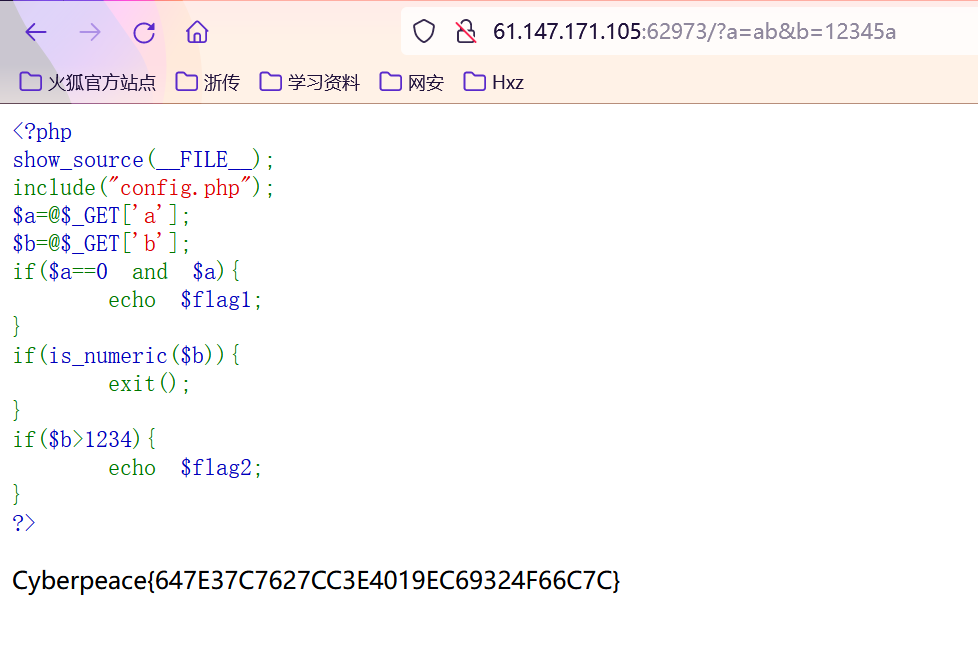 61.147.171.105:62973/?a=ab&b=12345a
火狐官方站点 浙传 学习资料 网安 Hxz
<?php
show_source(__FILE__);
include("config.php");
$a=@$_GET['a'];
$b=@$_GET['b'];
if($a==0 and $a){
echo $flag1;
}
if(is_numeric($b)){
exit();
}
if($b>1234){
echo $flag2;
}
?>
Cyberpeace{647E37C7627CC3E4019EC69324F66C7C}